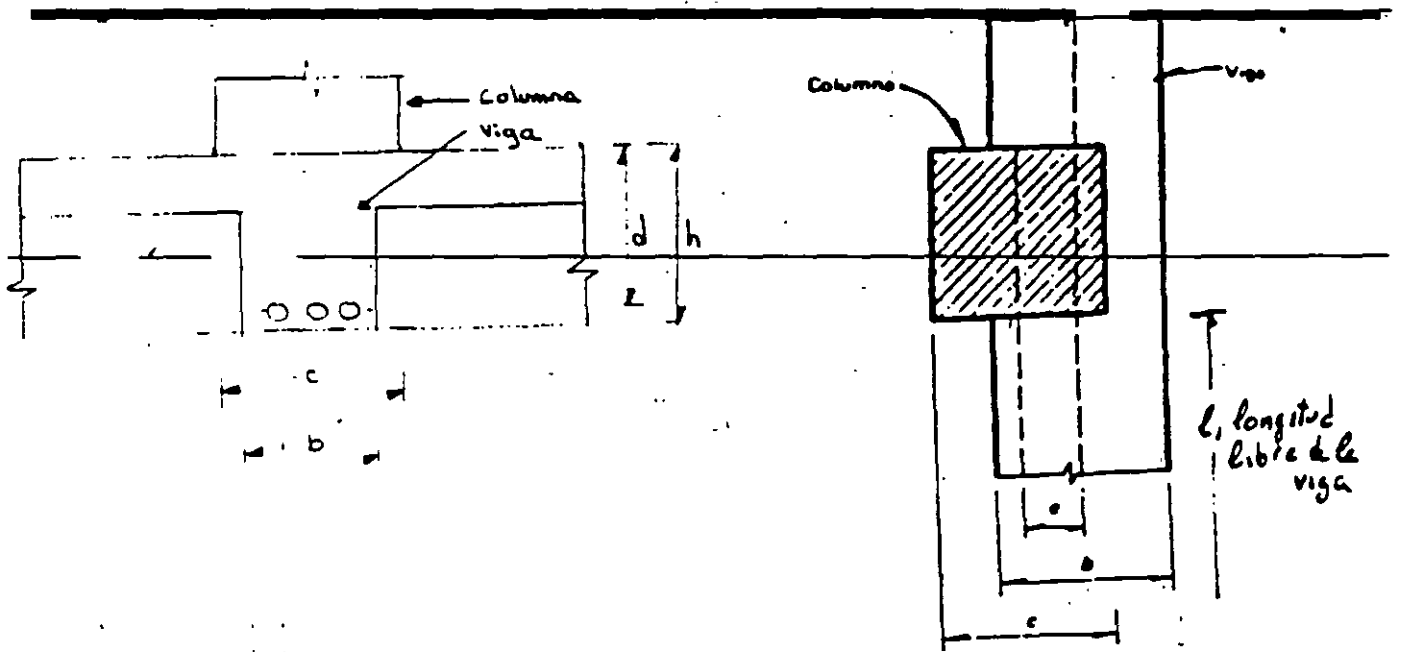 Columna
viga
d
h
c
b
Columna
viga
l, longitud
libre de la
viga
e
b
c